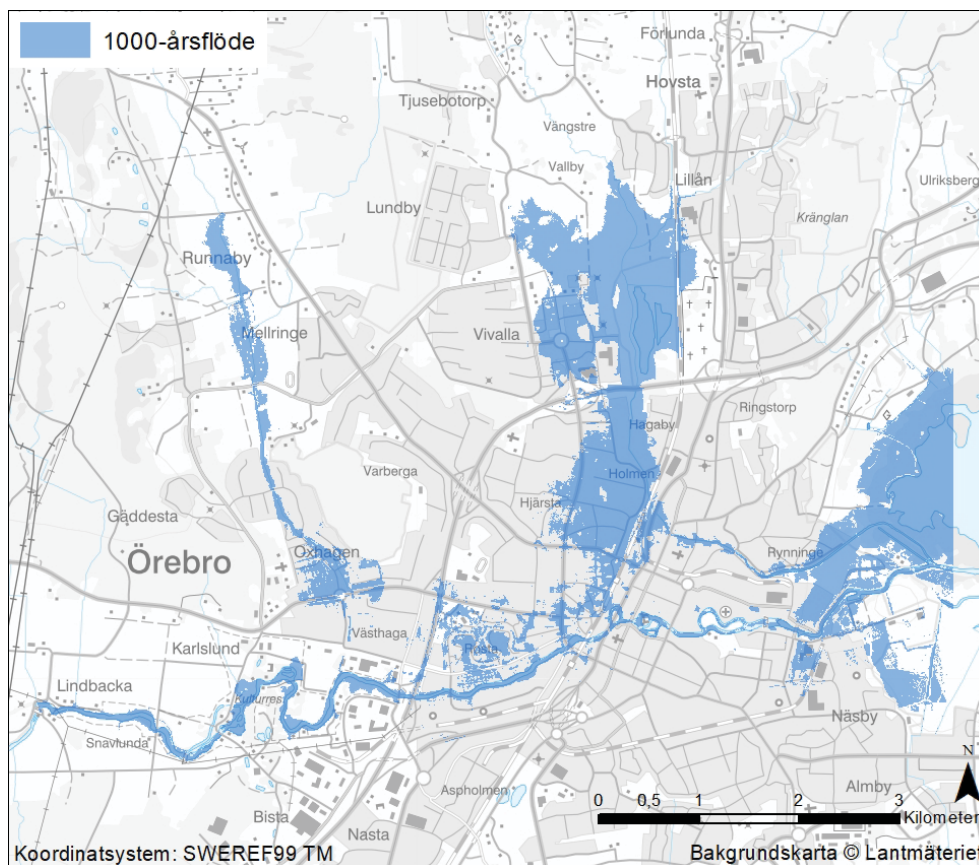 1000-årsflöde
Förlunda
Hovsta
Tjusebotorp
Vängstre
Vallby
Lillån
Ulriksberg
Lundby
Kränglan
Runnaby
Mellringe
Vivalla
Ringstorp
Hagaby
Varberga
Holmen
Hjärsta
Gäddesta
Örebro
Oxhagen
Rynninge
Västhaga
Karlslund
Rosta
Lindbacka
Kulturres
Snavlunda
Näsby
Aspholmen
Almby
Bista
Nasta
N
0 0,5 1 2 3
Kilometer
Koordinatsystem: SWEREF99 TM
Bakgrundskarta © Lantmäteriet